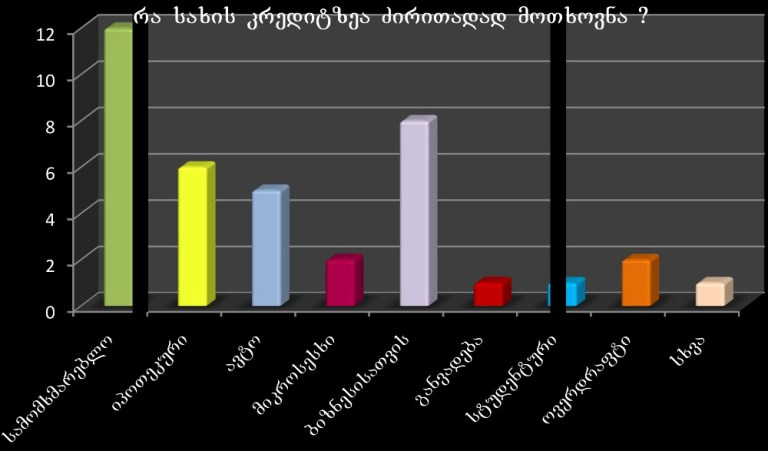 რა სახის კრედიტზეა ძირითადად მოთხოვნა ?
12
10
8
6
4
2
0
სამომხმარებლო
იპოთეკური
ავტო
მიკროსესხი
ბიზნესისათვის
განვადება
სტუდენტური
ოვერდრაფტი
სხვა